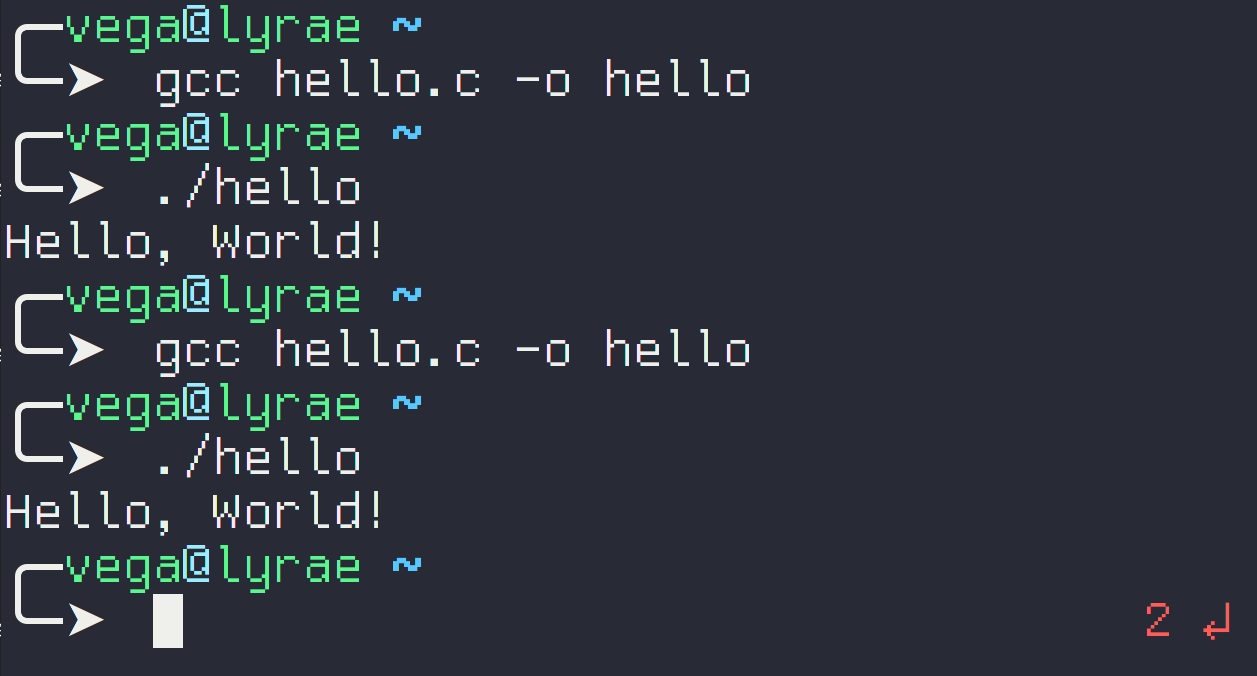 ╭─vega@lyrae ~
╰─➤ gcc hello.c -o hello
╭─vega@lyrae ~
╰─➤ ./hello
Hello, World!
╭─vega@lyrae ~
╰─➤ gcc hello.c -o hello
╭─vega@lyrae ~
╰─➤ ./hello
Hello, World!
╭─vega@lyrae ~
╰─➤ 2 ↵